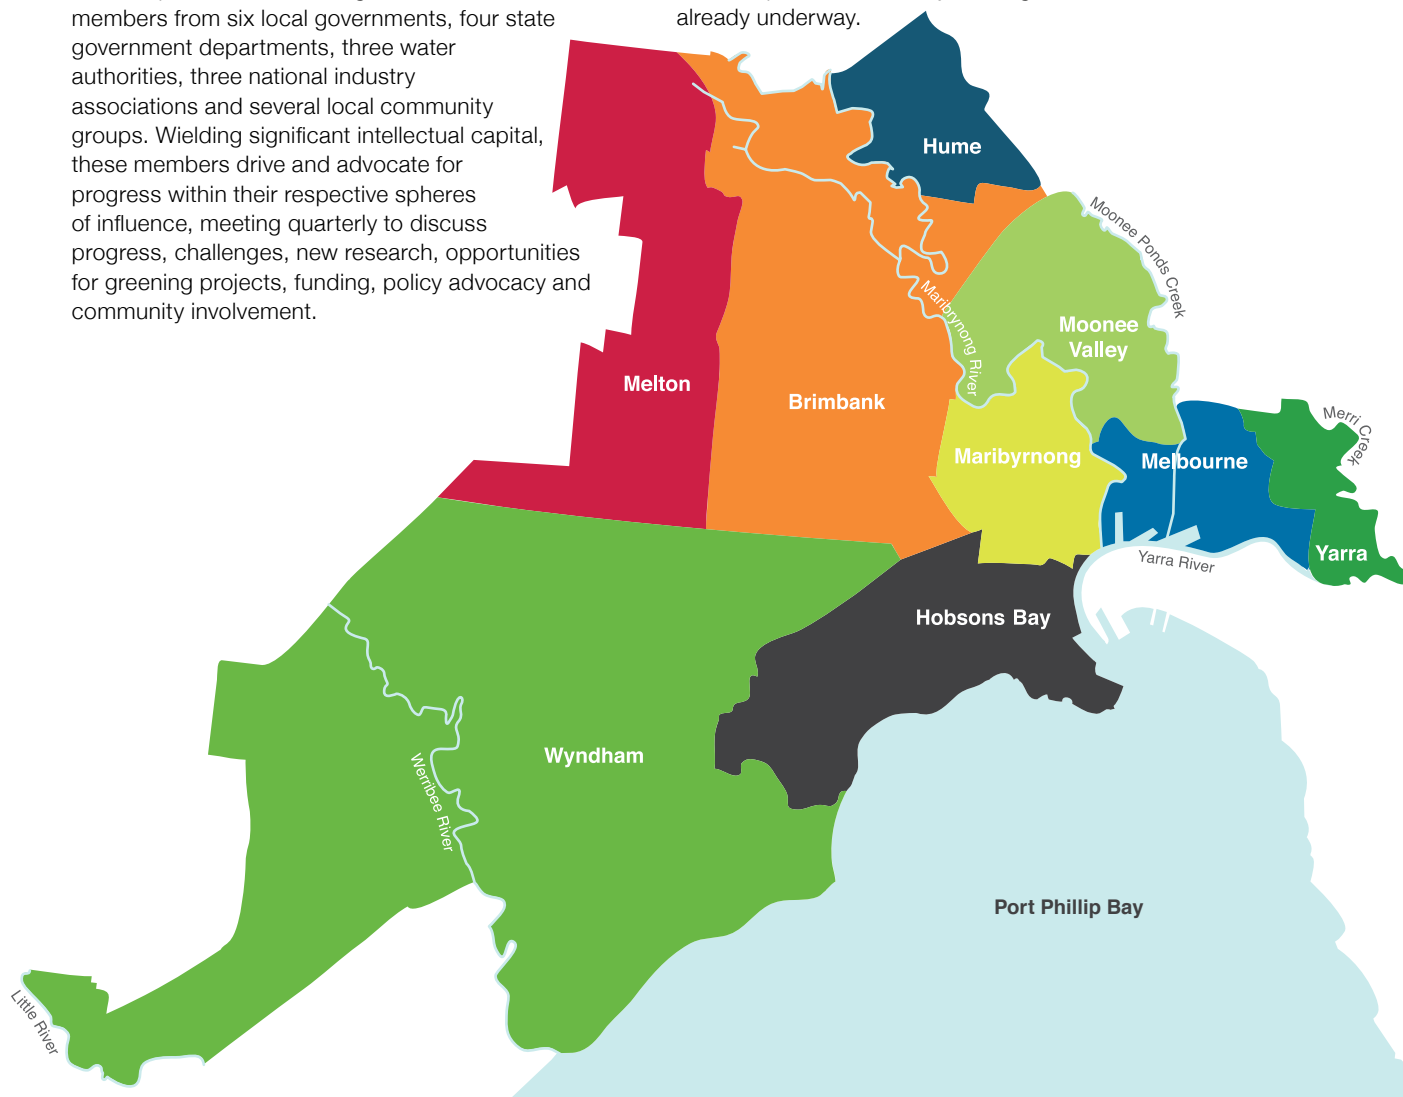 members from six local governments, four state
government departments, three water
authorities, three national industry
associations and several local community
groups. Wielding significant intellectual capital,
these members drive and advocate for
progress within their respective spheres
of influence, meeting quarterly to discuss
progress, challenges, new research, opportunities
for greening projects, funding, policy advocacy and
community involvement.
already underway.
Hume
Moonee Ponds Creek
Maribrynong River
Moonee
Valley
Melton
Brimbank
Merri Creek
Maribyrnong
Melbourne
Yarra
Yarra River
Hobsons Bay
Wyndham
Werribee River
Port Phillip Bay
Little River